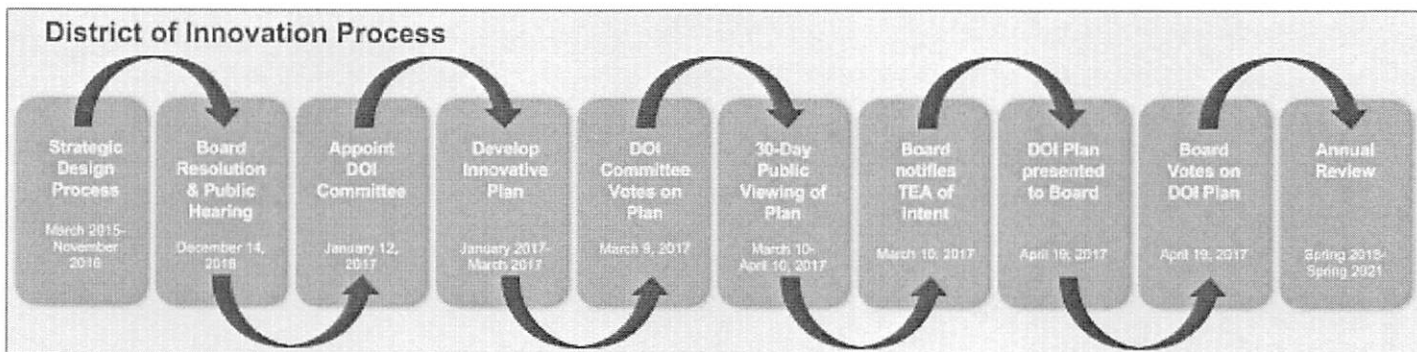 District of Innovation Process
Strategic
Design
Process
March 2015-
November
2016
Board
Resolution
& Public
Hearing
December 14,
2016
Appoint
DOI
Committee
January 12,
2017
Develop
Innovative
Plan
January 2017-
March 2017
DOI
Committee
Votes on
Plan
March 9, 2017
30-Day
Public
Viewing of
Plan
March 10-
April 10, 2017
Board
notifies
TEA of
Intent
March 10, 2017
DOI Plan
presented
to Board
April 19, 2017
Board
Votes on
DOI Plan
April 19, 2017
Annual
Review
Spring 2018-
Spring 2021